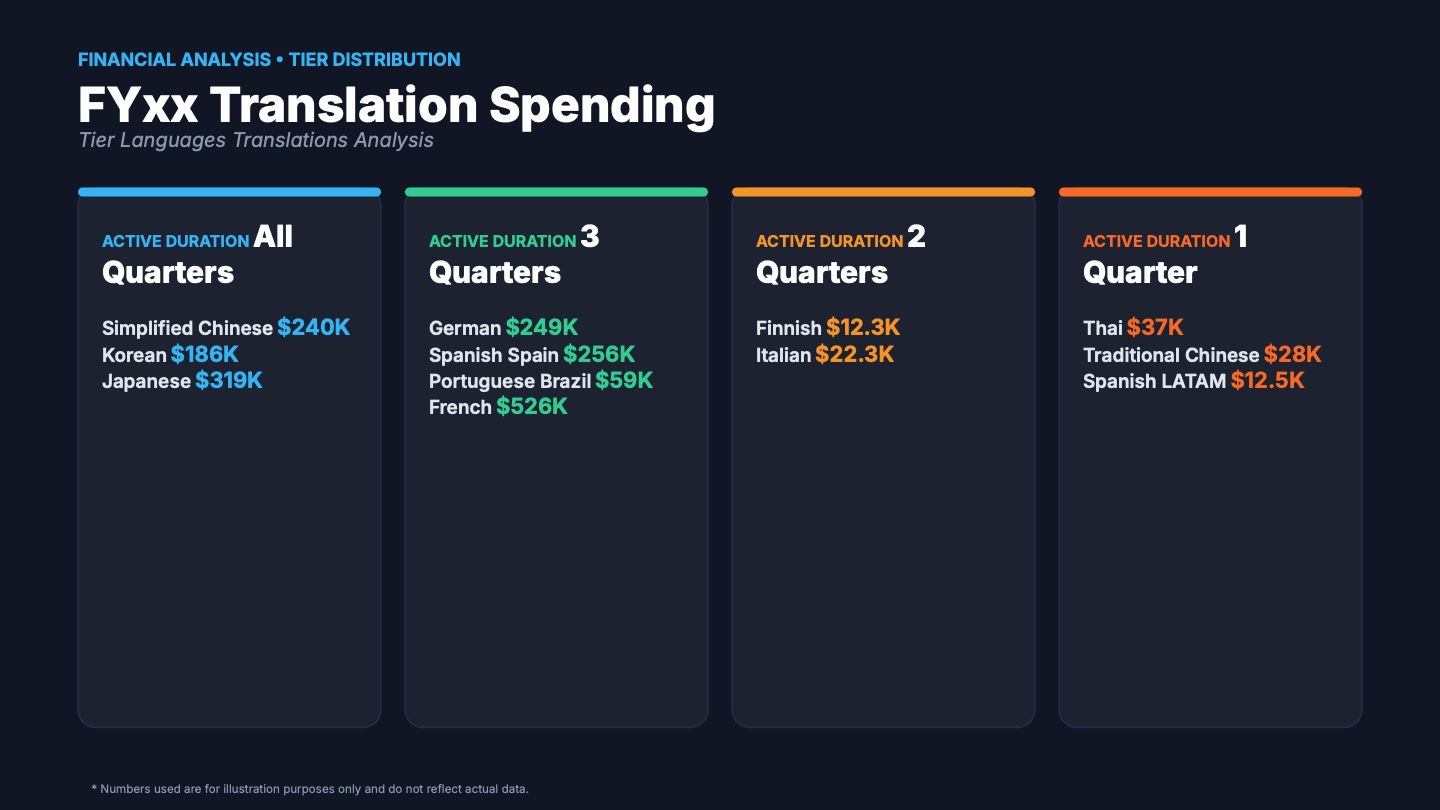 FINANCIAL ANALYSIS • TIER DISTRIBUTION
FYxx Translation Spending
Tier Languages Translations Analysis
ACTIVE DURATION All
Quarters
Simplified Chinese $240K
Korean $186K
Japanese $319K
ACTIVE DURATION 3
Quarters
German $249K
Spanish Spain $256K
Portuguese Brazil $59K
French $526K
ACTIVE DURATION 2
Quarters
Finnish $12.3K
Italian $22.3K
ACTIVE DURATION 1
Quarter
Thai $37K
Traditional Chinese $28K
Spanish LATAM $12.5K
* Numbers used are for illustration purposes only and do not reflect actual data.